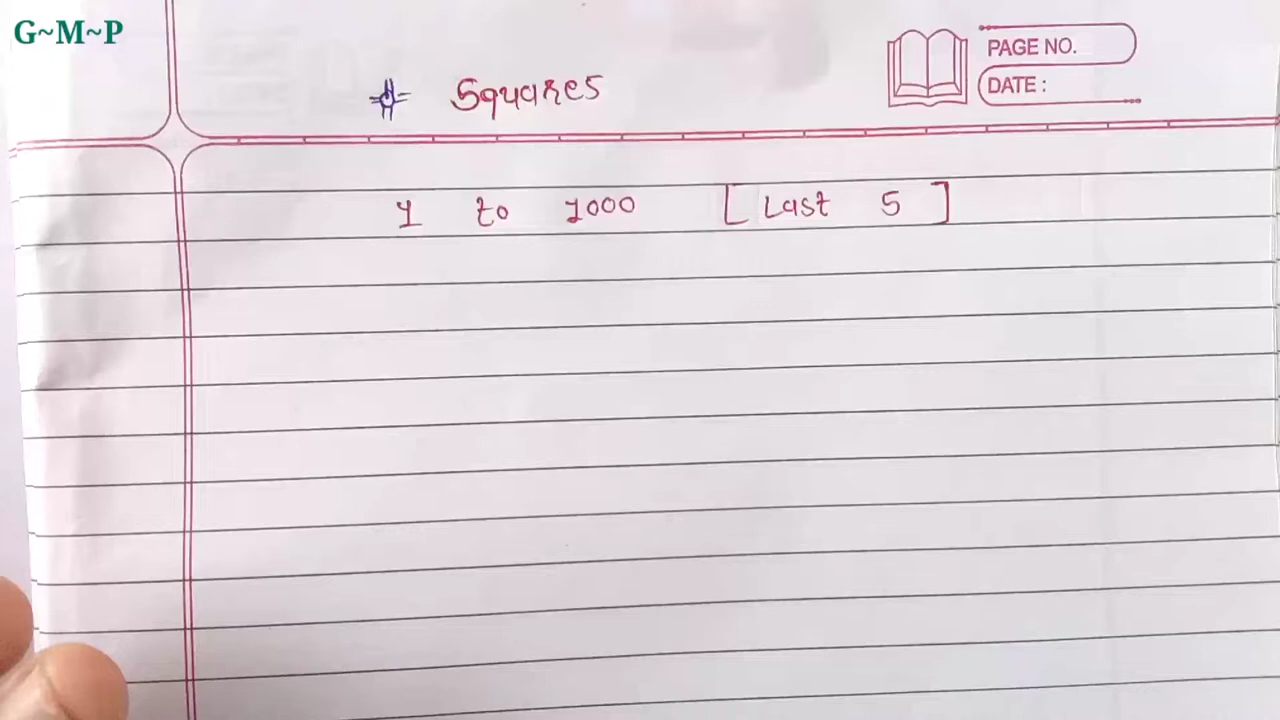 G~M~P
PAGE NO.
DATE :
# Squares
1 to 1000 [ Last 5 ]